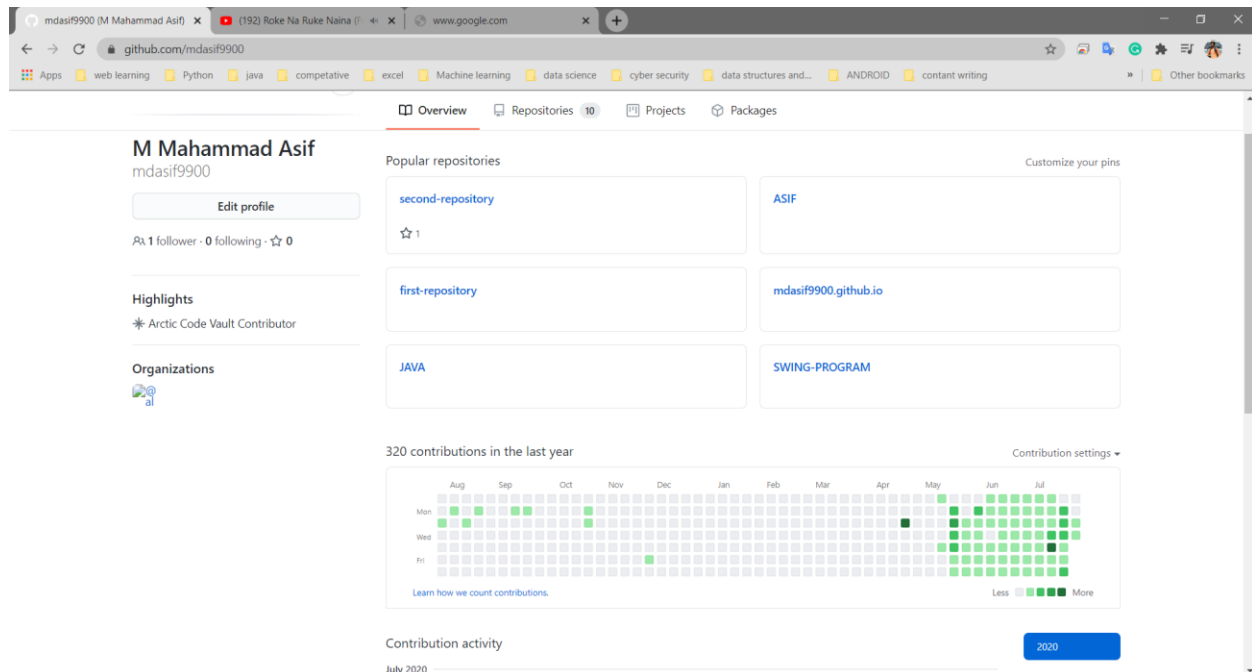 mdasif9900 (M Mahammad Asif)
(192) Roke Na Ruke Naina (
www.google.com
github.com/mdasif9900
Apps web learning Python java competative excel Machine learning data science cyber security data structures and... ANDROID contant writing » Other bookmarks
Overview Repositories 10 Projects Packages
M Mahammad Asif
mdasif9900
Edit profile
1 follower · 0 following · 0
Highlights
Arctic Code Vault Contributor
Organizations
@
al
Popular repositories
Customize your pins
second-repository
1
ASIF
first-repository
mdasif9900.github.io
JAVA
SWING-PROGRAM
320 contributions in the last year
Contribution settings
Aug Sep Oct Nov Dec Jan Feb Mar Apr May Jun Jul
Mon
Wed
Fri
Learn how we count contributions.
Less More
Contribution activity
2020
July 2020